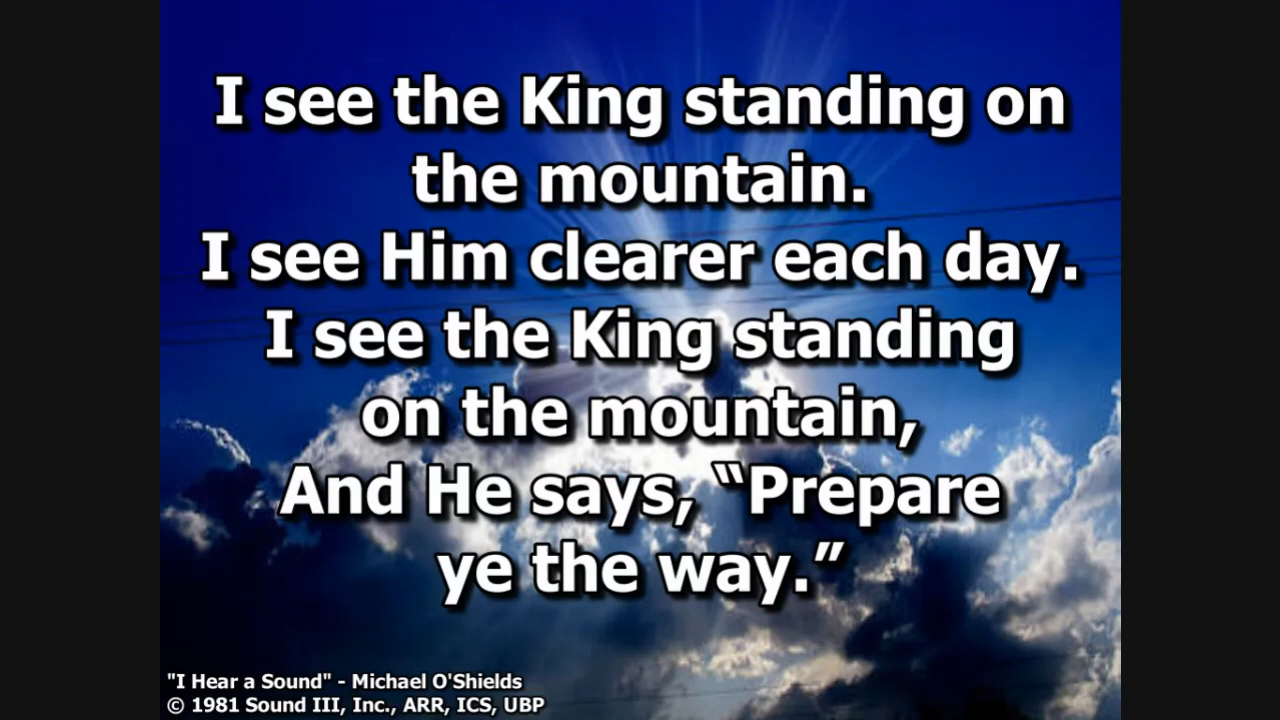 I see the King standing on
the mountain.
I see Him clearer each day.
I see the King standing
on the mountain,
And He says, “Prepare
ye the way.”
"I Hear a Sound" - Michael O'Shields
© 1981 Sound III, Inc., ARR, ICS, UBP